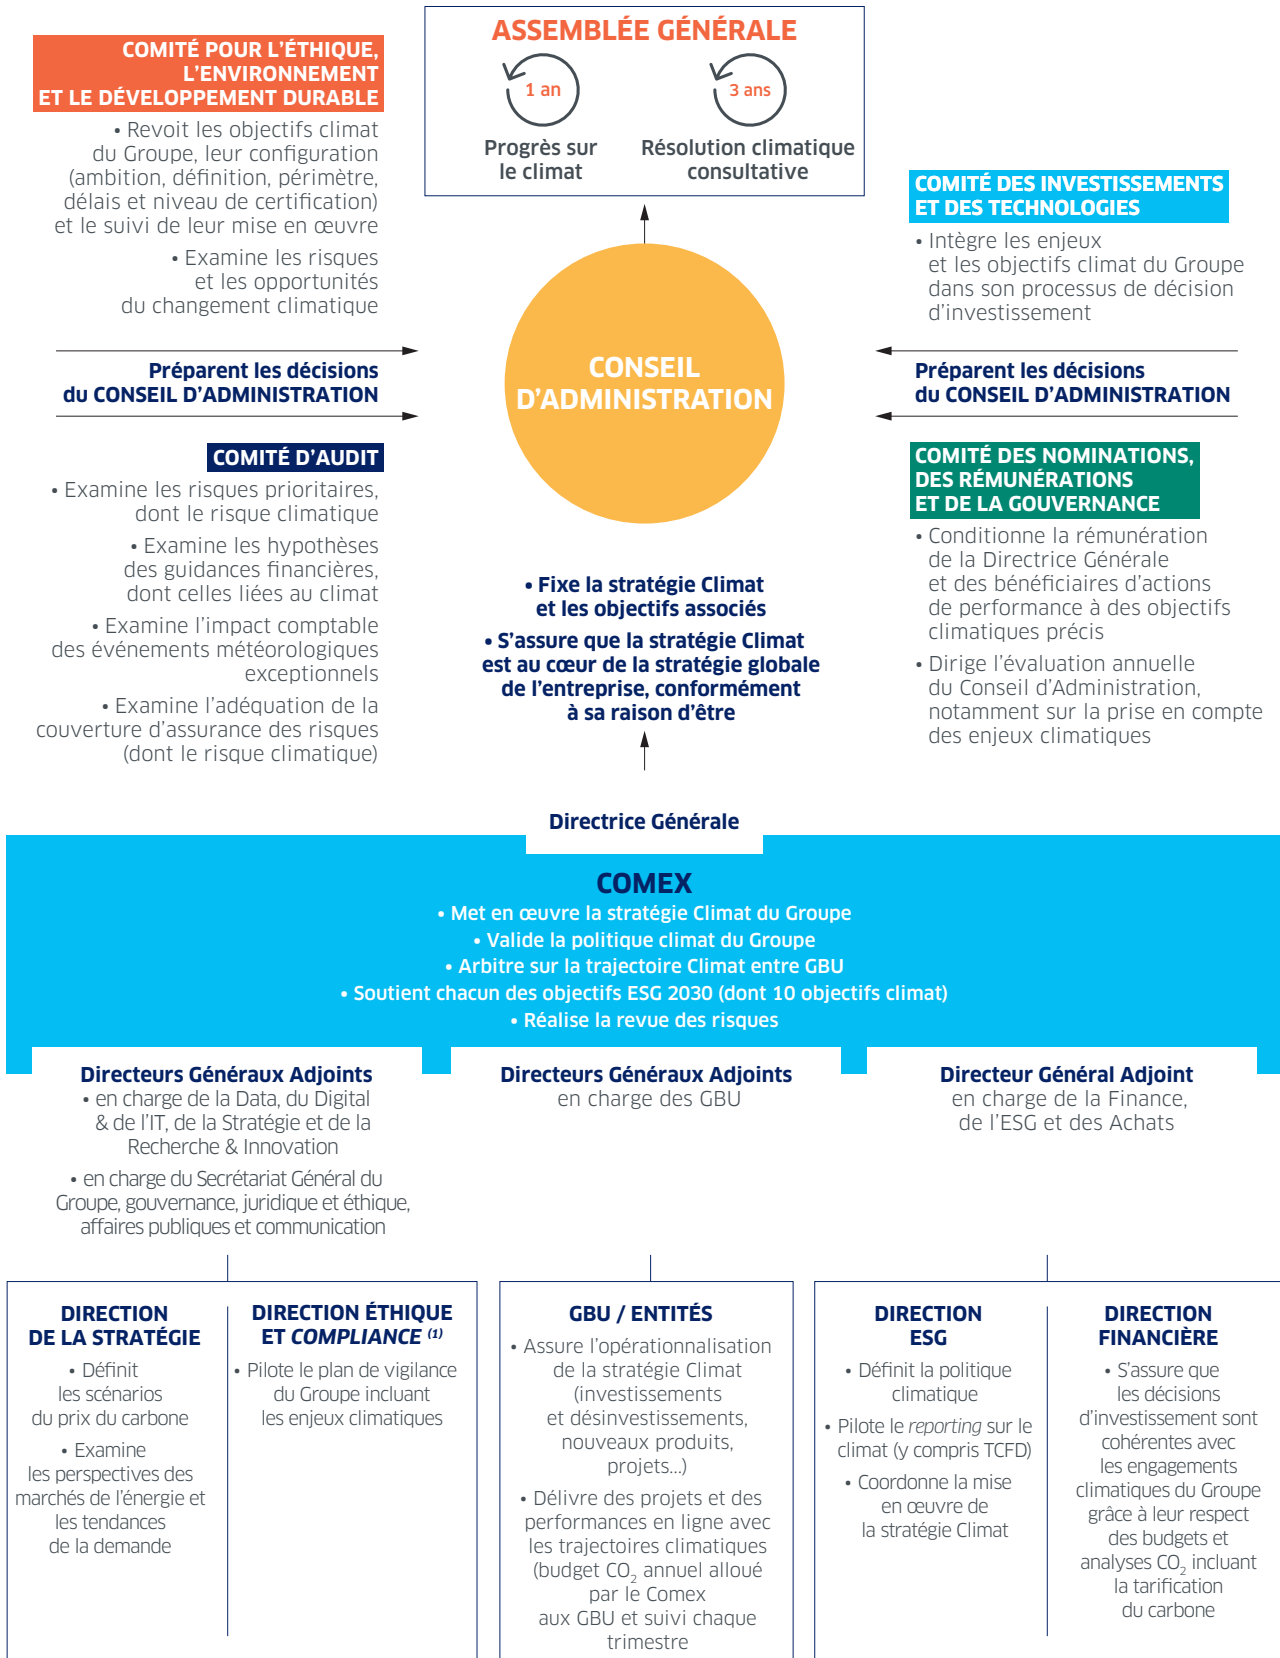 ASSEMBLÉE GÉNÉRALE
1 an
Progrès sur
le climat
3 ans
Résolution climatique
consultative
COMITÉ POUR L'ÉTHIQUE,
L'ENVIRONNEMENT
ET LE DÉVELOPPEMENT DURABLE
• Revoit les objectifs climat
du Groupe, leur configuration
(ambition, définition, périmètre,
délais et niveau de certification)
et le suivi de leur mise en œuvre
• Examine les risques
et les opportunités
du changement climatique
Préparent les décisions
du CONSEIL D'ADMINISTRATION
COMITÉ D'AUDIT
• Examine les risques prioritaires,
dont le risque climatique
• Examine les hypothèses
des guidances financières,
dont celles liées au climat
• Examine l'impact comptable
des événements météorologiques
exceptionnels
• Examine l'adéquation de la
couverture d'assurance des risques
(dont le risque climatique)
CONSEIL
D'ADMINISTRATION
• Fixe la stratégie Climat
et les objectifs associés
• S'assure que la stratégie Climat
est au cœur de la stratégie globale
de l'entreprise, conformément
à sa raison d'être
COMITÉ DES INVESTISSEMENTS
ET DES TECHNOLOGIES
• Intègre les enjeux
et les objectifs climat du Groupe
dans son processus de décision
d'investissement
Préparent les décisions
du CONSEIL D'ADMINISTRATION
COMITÉ DES NOMINATIONS,
DES RÉMUNÉRATIONS
ET DE LA GOUVERNANCE
• Conditionne la rémunération
de la Directrice Générale
et des bénéficiaires d'actions
de performance à des objectifs
climatiques précis
• Dirige l'évaluation annuelle
du Conseil d'Administration,
notamment sur la prise en compte
des enjeux climatiques
Directrice Générale
COMEX
• Met en œuvre la stratégie Climat du Groupe
• Valide la politique climat du Groupe
• Arbitre sur la trajectoire Climat entre GBU
• Soutient chacun des objectifs ESG 2030 (dont 10 objectifs climat)
• Réalise la revue des risques
Directeurs Généraux Adjoints
• en charge de la Data, du Digital
& de l'IT, de la Stratégie et de la
Recherche & Innovation
• en charge du Secrétariat Général du
Groupe, gouvernance, juridique et éthique,
affaires publiques et communication
Directeurs Généraux Adjoints
en charge des GBU
Directeur Général Adjoint
en charge de la Finance,
de l'ESG et des Achats
DIRECTION
DE LA STRATÉGIE
• Définit
les scénarios
du prix du carbone
• Examine
les perspectives des
marchés de l'énergie et
les tendances
de la demande
DIRECTION ÉTHIQUE
ET COMPLIANCE (1)
• Pilote le plan de vigilance
du Groupe incluant
les enjeux climatiques
GBU / ENTITÉS
• Assure l'opérationnalisation
de la stratégie Climat
(investissements
et désinvestissements,
nouveaux produits,
projets...)
• Délivre des projets et des
performances en ligne avec
les trajectoires climatiques
(budget CO2 annuel alloué
par le Comex
aux GBU et suivi chaque
trimestre
DIRECTION
ESG
• Définit la politique
climatique
• Pilote le reporting sur le
climat (y compris TCFD)
• Coordonne la mise
en œuvre de
la stratégie Climat
DIRECTION
FINANCIÈRE
• S'assure que
les décisions
d'investissement sont
cohérentes avec
les engagements
climatiques du Groupe
grâce à leur respect
des budgets et
analyses CO2 incluant
la tarification
du carbone